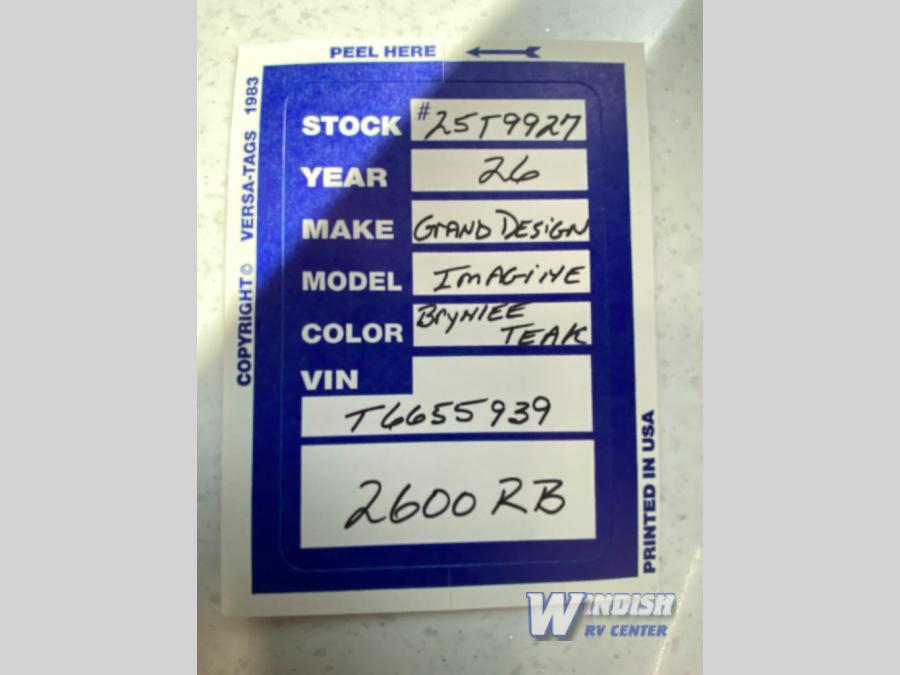 PEEL HERE
COPYRIGHT© VERSA-TAGS 1983
STOCK #25T9927
YEAR 26
MAKE GRAND DESIGN
MODEL IMAGINE
COLOR BRYNLEE
TEAK
VIN
T6655939
2600 RB
PRINTED IN USA
WINDISH
RV CENTER